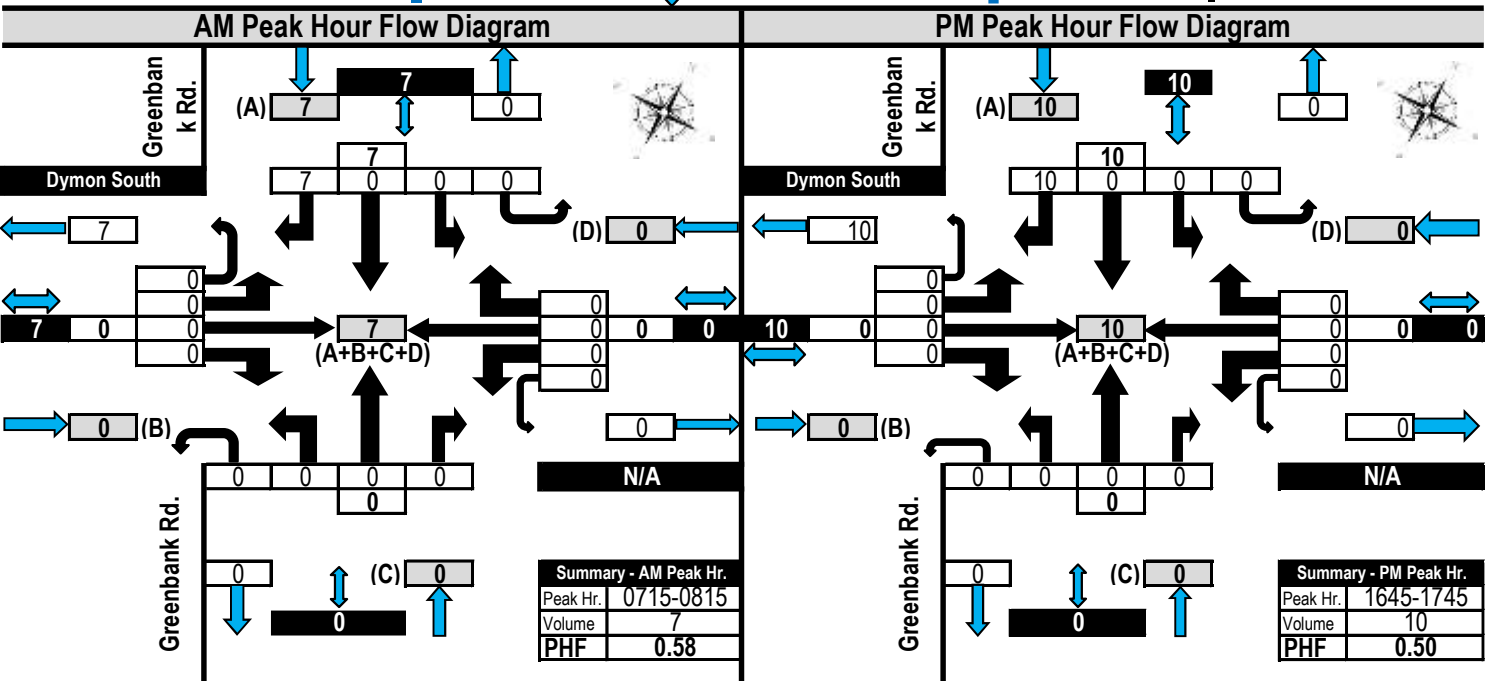 AM Peak Hour Flow Diagram
Greenban
k Rd.
7
(A) 7
0
7
7 0 0 0
Dymon South
7
(D) 0
0
0
0
0
7 0 0
7
(A+B+C+D)
0
0 0 0
0
0
0 (B)
0
0 0 0 0
0
N/A
Greenbank Rd.
0
(C) 0
0
Summary - AM Peak Hr.
Peak Hr. 0715-0815
Volume 7
PHF 0.58
PM Peak Hour Flow Diagram
Greenban
k Rd.
10
(A) 10
0
10
10 0 0 0
Dymon South
10
(D) 0
0
0
10 0 0
0
10
(A+B+C+D)
0
0 0 0
0
0
0 (B)
0
0 0 0 0
0
N/A
Greenbank Rd.
0
(C) 0
0
Summary - PM Peak Hr.
Peak Hr. 1645-1745
Volume 10
PHF 0.50